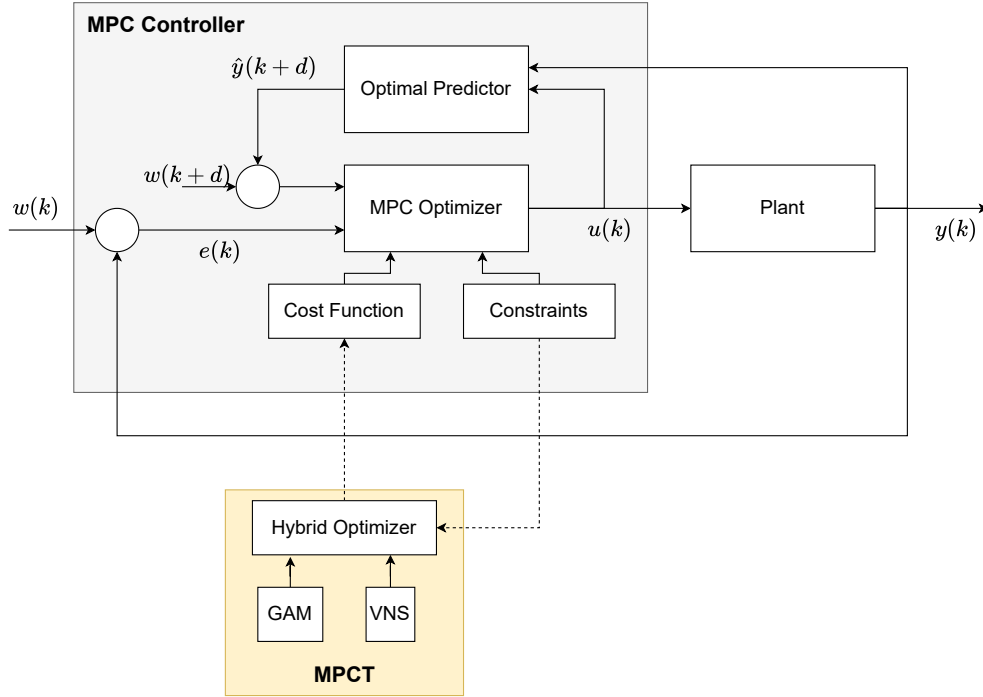 MPC Controller
ŷ(k + d)
Optimal Predictor
w(k + d)
w(k)
MPC Optimizer
Plant
e(k)
u(k)
y(k)
Cost Function
Constraints
Hybrid Optimizer
GAM
VNS
MPCT